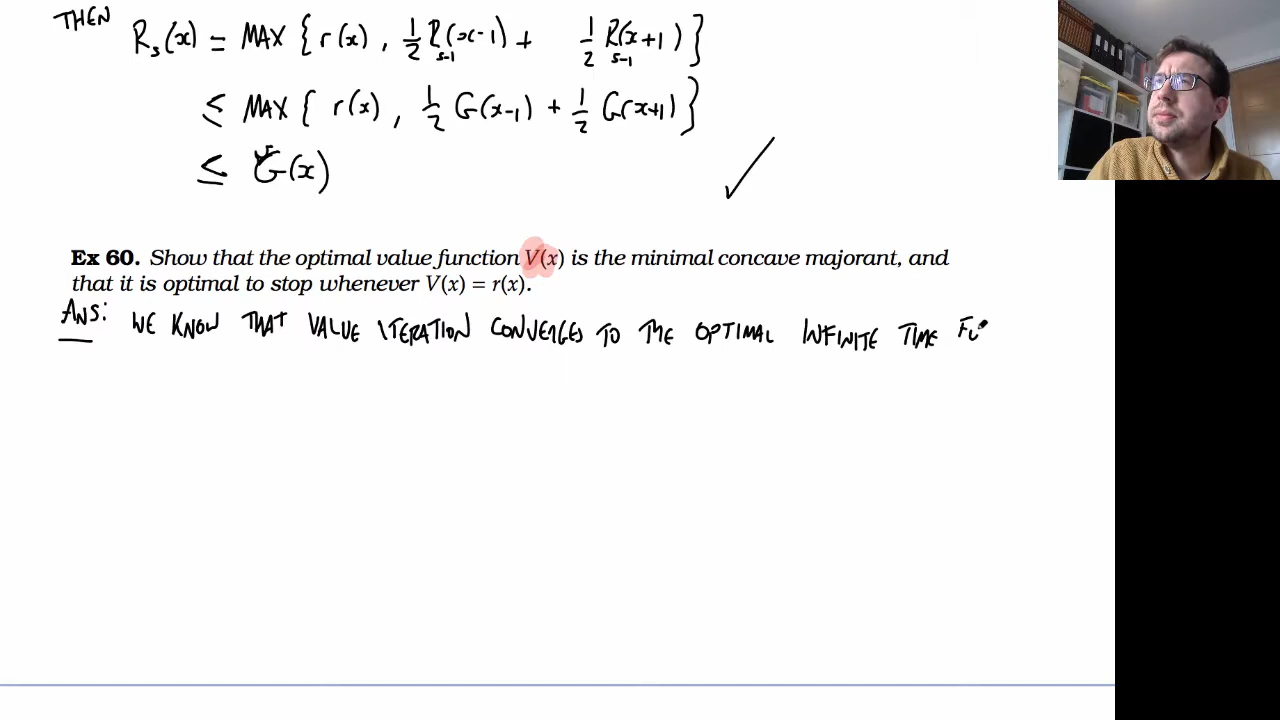 THEN R_s(x) = MAX { r(x) , 1/2 R_{s-1}(x-1) + 1/2 R_{s-1}(x+1) }
≤ MAX { r(x) , 1/2 G(x-1) + 1/2 G(x+1) }
≤ G(x) ✓
Ex 60. Show that the optimal value function V(x) is the minimal concave majorant, and
that it is optimal to stop whenever V(x) = r(x).
ANS: WE KNOW THAT VALUE ITERATION CONVERGES TO THE OPTIMAL INFINITE TIME FU